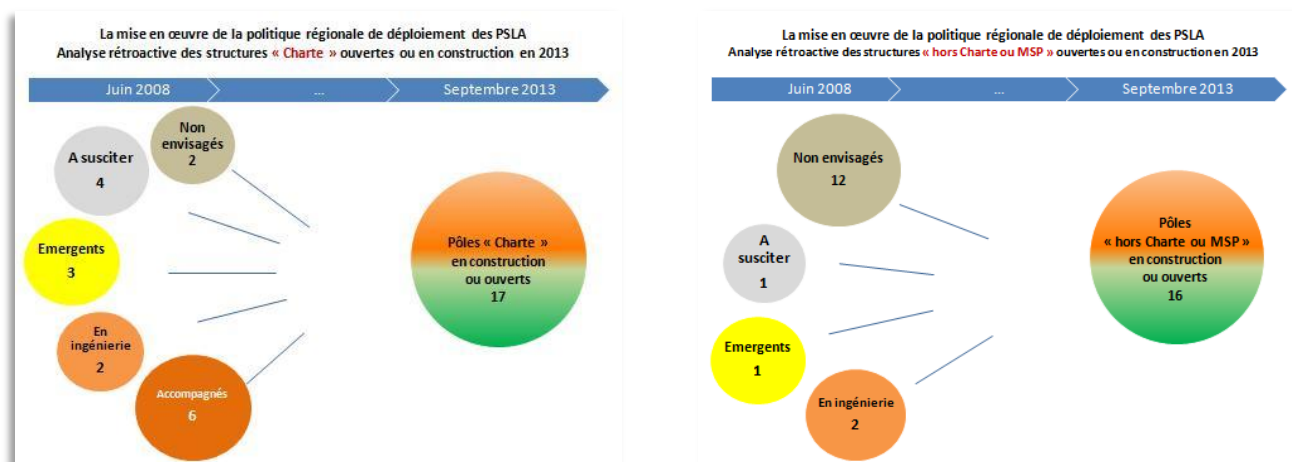 La mise en œuvre de la politique régionale de déploiement des PSLA
Analyse rétroactive des structures « Charte » ouvertes ou en construction en 2013
Juin 2008
...
Septembre 2013
Non
envisagés
2
A susciter
4
Emergents
3
En
ingénierie
2
Accompagnés
6
Pôles « Charte »
en construction
ou ouverts
17
La mise en œuvre de la politique régionale de déploiement des PSLA
Analyse rétroactive des structures « hors Charte ou MSP » ouvertes ou en construction en 2013
Juin 2008
...
Septembre 2013
Non envisagés
12
A
susciter
1
Emergents
1
En ingénierie
2
Pôles
« hors Charte ou MSP »
en construction
ou ouverts
16